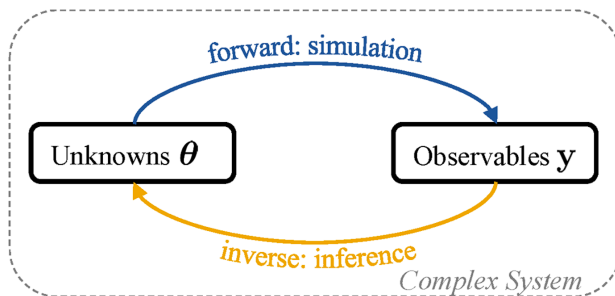 forward: simulation
Unknowns θ
Observables y
inverse: inference
Complex System